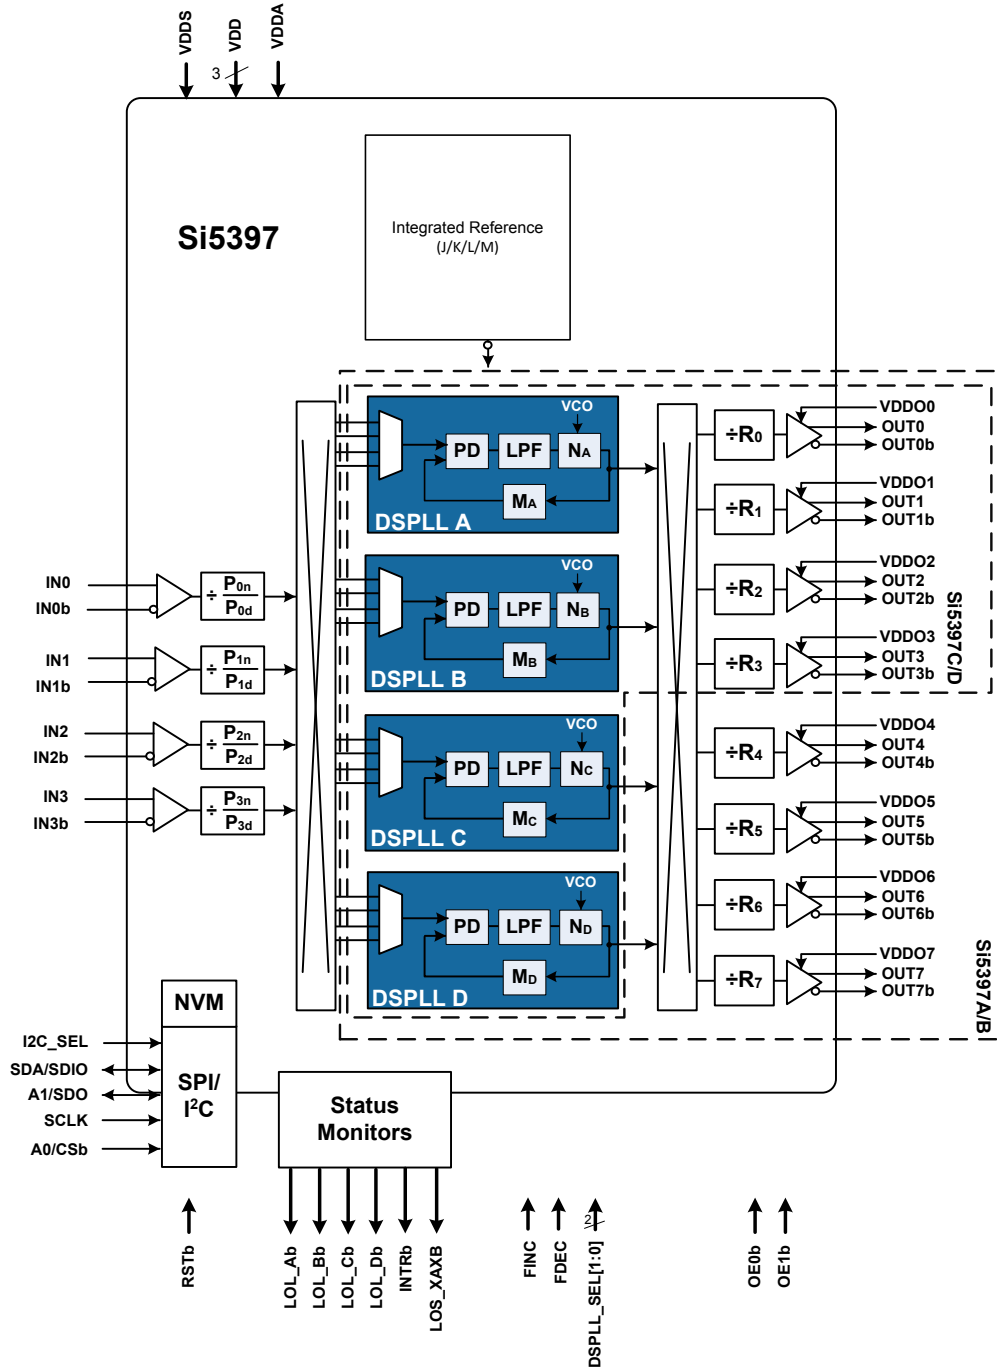 VDDS
VDD
VDDA
3
Si5397
Integrated Reference
(J/K/L/M)
VCO
PD
LPF
NA
MA
DSPLL A
VCO
PD
LPF
NB
MB
DSPLL B
VCO
PD
LPF
NC
MC
DSPLL C
VCO
PD
LPF
ND
MD
DSPLL D
IN0
IN0b
÷ P0n
P0d
IN1
IN1b
÷ P1n
P1d
IN2
IN2b
÷ P2n
P2d
IN3
IN3b
÷ P3n
P3d
÷R0
VDDO0
OUT0
OUT0b
÷R1
VDDO1
OUT1
OUT1b
÷R2
VDDO2
OUT2
OUT2b
÷R3
VDDO3
OUT3
OUT3b
Si5397C/D
÷R4
VDDO4
OUT4
OUT4b
÷R5
VDDO5
OUT5
OUT5b
÷R6
VDDO6
OUT6
OUT6b
÷R7
VDDO7
OUT7
OUT7b
Si5397A/B
NVM
SPI/
I²C
I2C_SEL
SDA/SDIO
A1/SDO
SCLK
A0/CSb
Status
Monitors
RSTb
LOL_Ab
LOL_Bb
LOL_Cb
LOL_Db
INTRb
LOS_XAXB
FINC
FDEC
2
DSPLL_SEL[1:0]
OE0b
OE1b